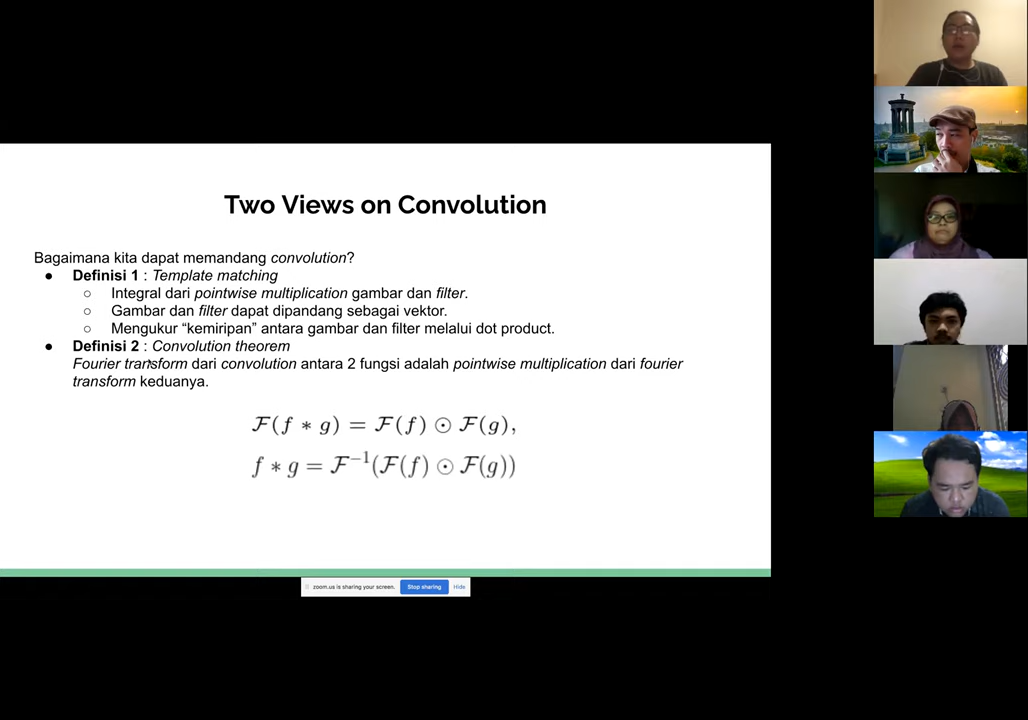 Two Views on Convolution
Bagaimana kita dapat memandang convolution?
● Definisi 1 : Template matching
○ Integral dari pointwise multiplication gambar dan filter.
○ Gambar dan filter dapat dipandang sebagai vektor.
○ Mengukur “kemiripan” antara gambar dan filter melalui dot product.
● Definisi 2 : Convolution theorem
Fourier transform dari convolution antara 2 fungsi adalah pointwise multiplication dari fourier
transform keduanya.
ℱ(f ∗ g) = ℱ(f) ⊙ ℱ(g),
f ∗ g = ℱ⁻¹(ℱ(f) ⊙ ℱ(g))
zoom.us is sharing your screen. Stop sharing Hide